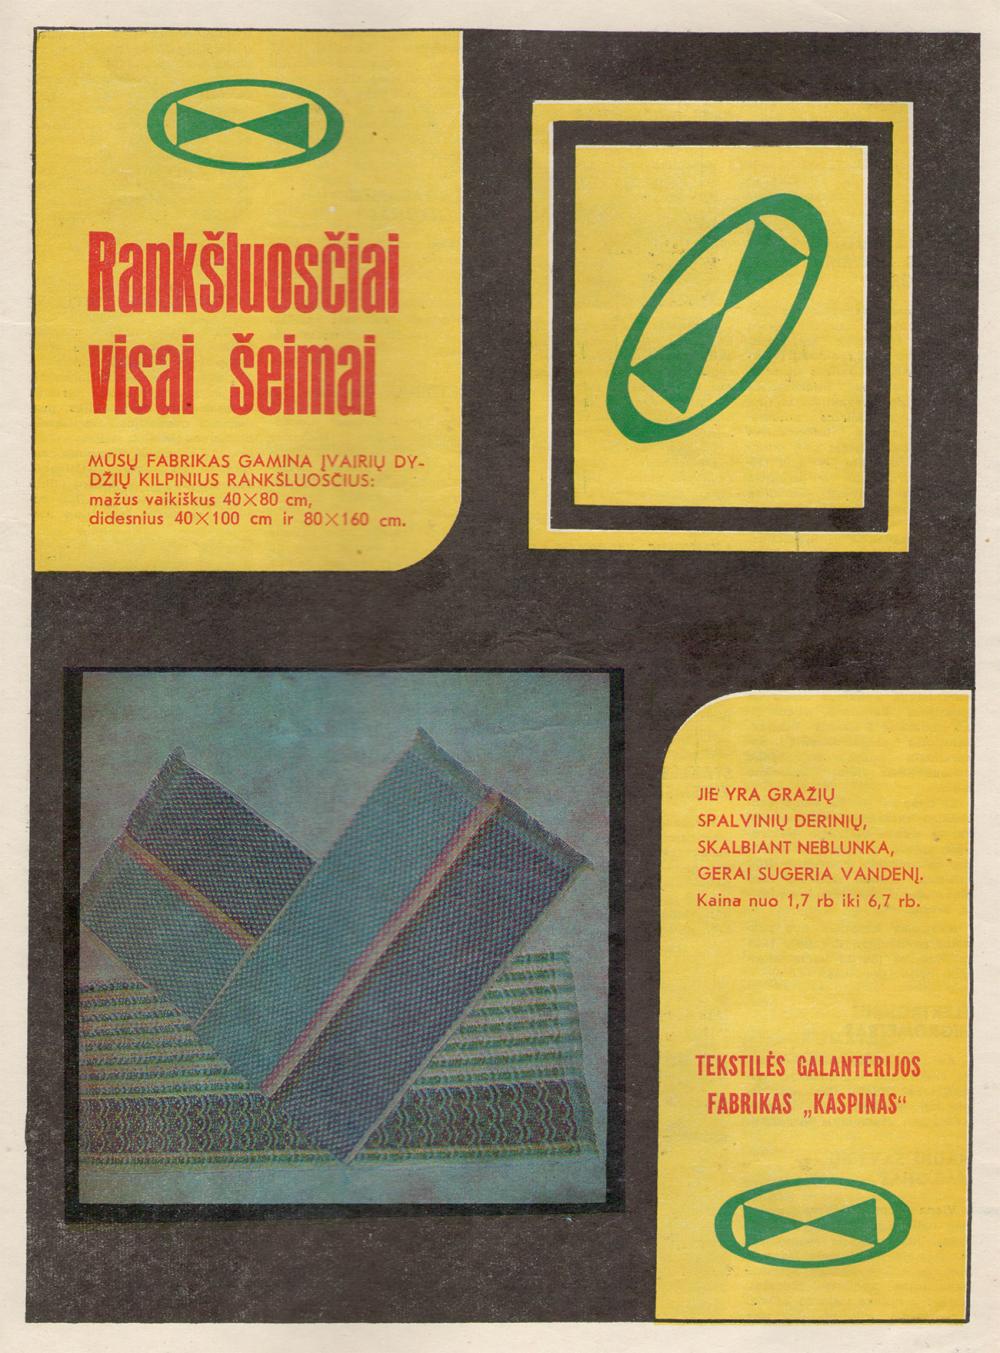 Rankšluosčiai
visai šeimai
MŪSŲ FABRIKAS GAMINA ĮVAIRIŲ DY-
DŽIŲ KILPINIUS RANKŠLUOSČIUS:
mažus vaikiškus 40×80 cm,
didesnius 40×100 cm ir 80×160 cm.
JIE YRA GRAŽIŲ
SPALVINIŲ DERINIŲ,
SKALBIANT NEBLUNKA,
GERAI SUGERIA VANDENĮ.
Kaina nuo 1,7 rb iki 6,7 rb.
TEKSTILĖS GALANTERIJOS
FABRIKAS „KASPINAS“